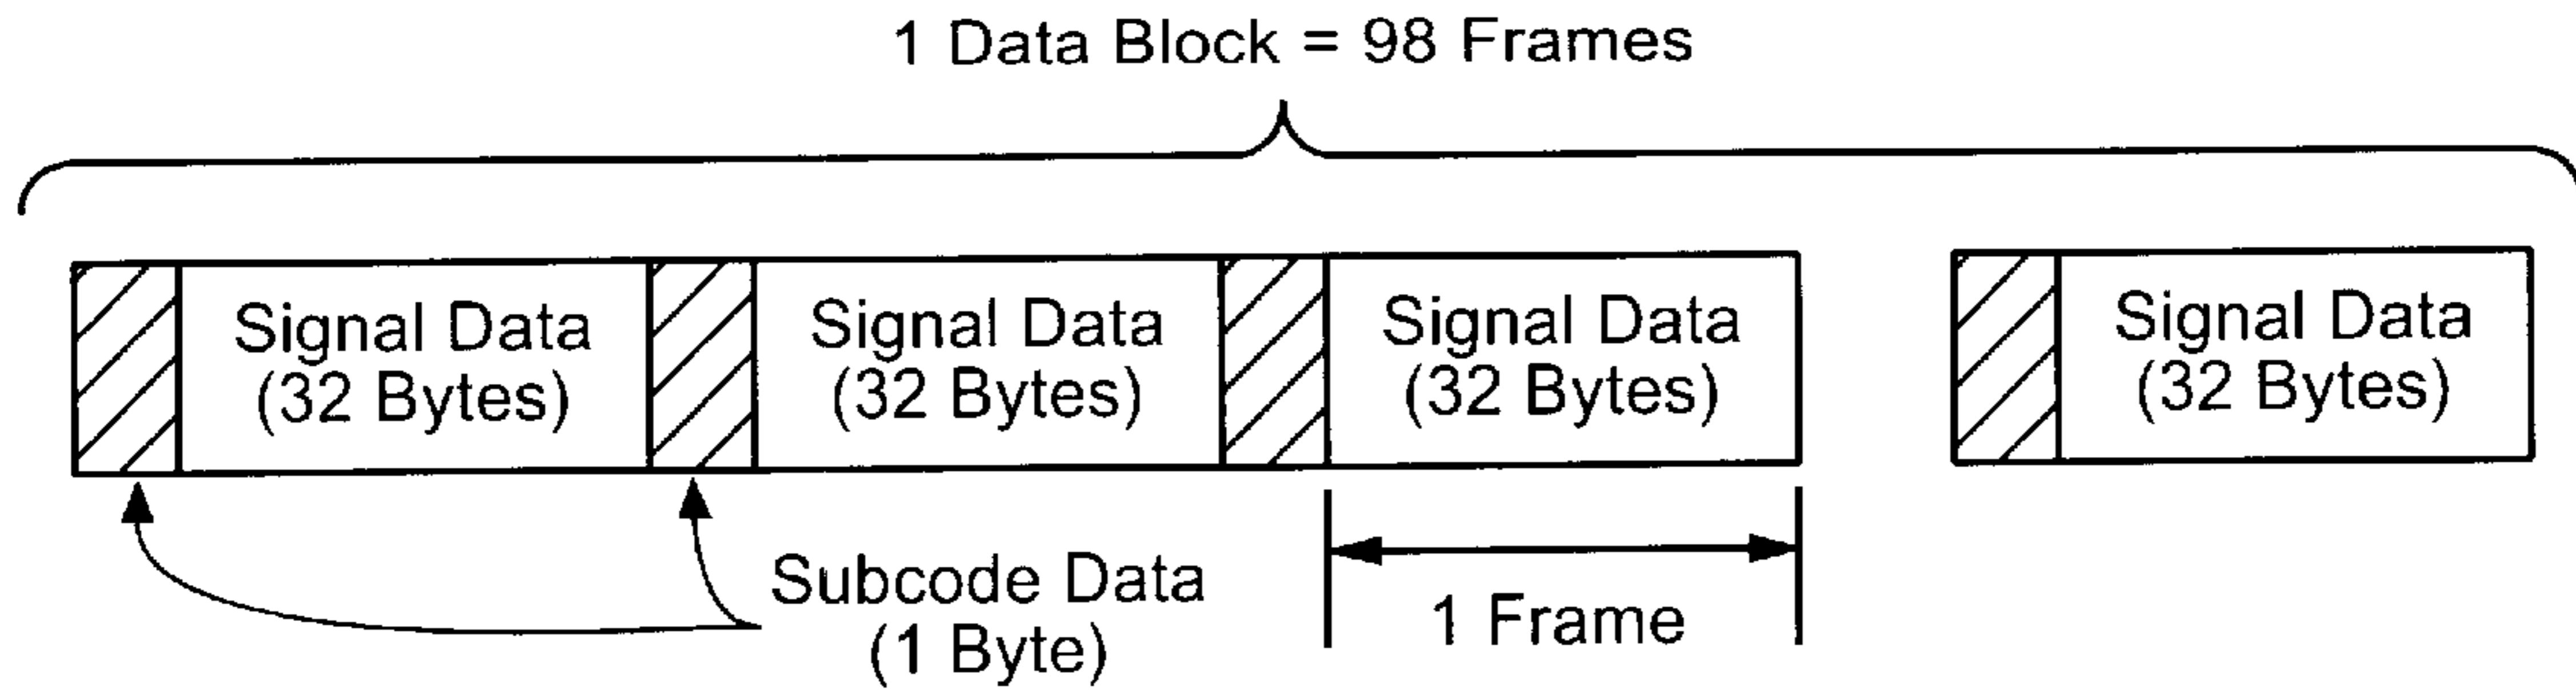 1 Data Block = 98 Frames
Signal Data
(32 Bytes)
Signal Data
(32 Bytes)
Signal Data
(32 Bytes)
Signal Data
(32 Bytes)
Subcode Data
(1 Byte)
1 Frame